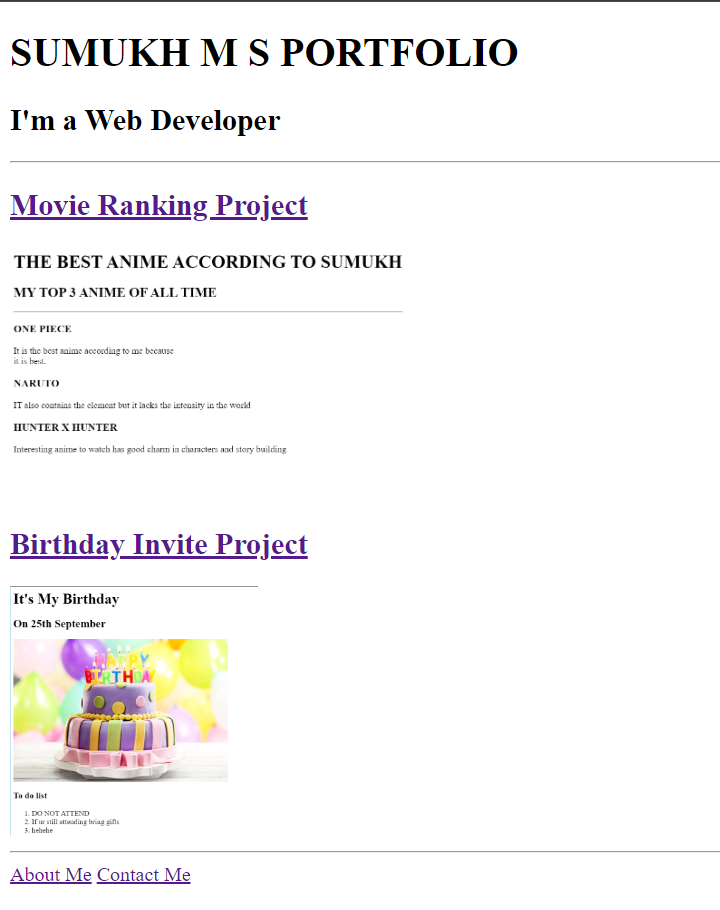 SUMUKH M S PORTFOLIO
I'm a Web Developer
Movie Ranking Project
THE BEST ANIME ACCORDING TO SUMUKH
MY TOP 3 ANIME OF ALL TIME
ONE PIECE
It is the best anime according to me because
it is best.
NARUTO
IT also contains the element but it lacks the intensity in the world
HUNTER X HUNTER
Interesting anime to watch has good charm in characters and story building
Birthday Invite Project
It's My Birthday
On 25th September
HAPPY
BIRTHDAY
To do list
1. DO NOT ATTEND
2. If ur still attending bring gifts
3. hehehe
About Me Contact Me